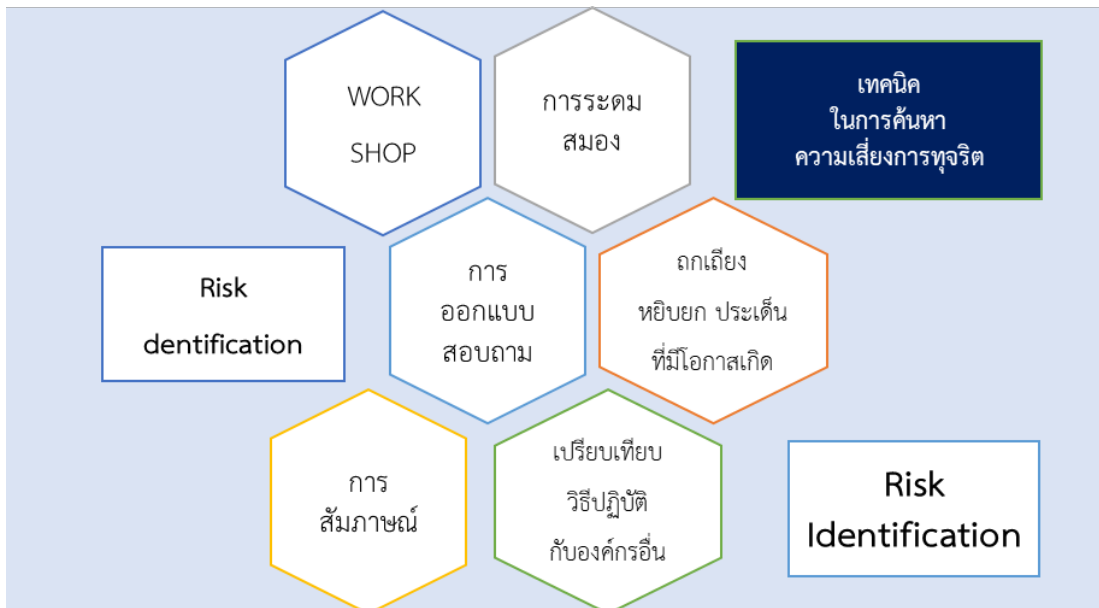 WORK
SHOP
การระดม
สมอง
เทคนิค
ในการค้นหา
ความเสี่ยงการทุจริต
Risk
dentification
การ
ออกแบบ
สอบถาม
ถกเถียง
หยิบยก ประเด็น
ที่มีโอกาสเกิด
การ
สัมภาษณ์
เปรียบเทียบ
วิธีปฏิบัติ
กับองค์กรอื่น
Risk
Identification